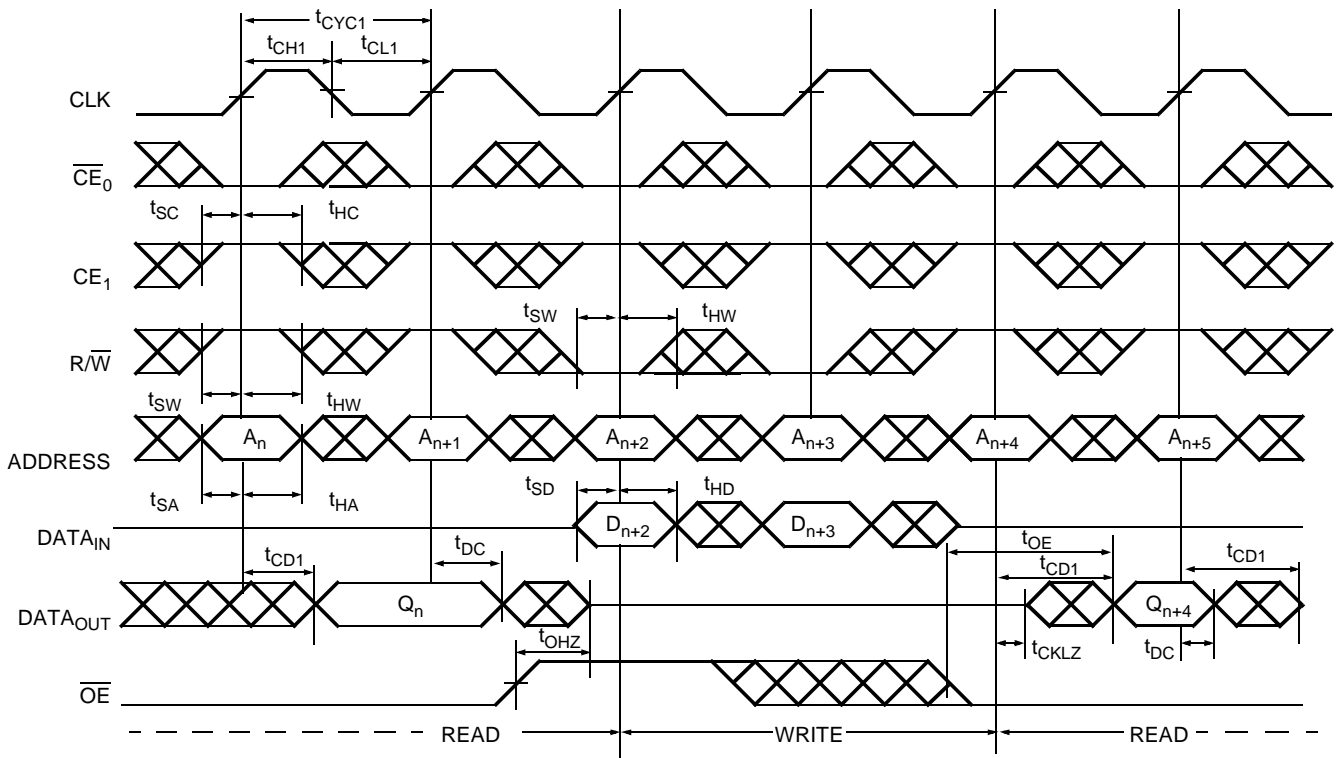 tCYC1
tCH1 tCL1
CLK
CE0
tSC tHC
CE1
tSW tHW
R/W
tSW tHW
An An+1 An+2 An+3 An+4 An+5
ADDRESS
tSA tHA tSD tHD
Dn+2 Dn+3
DATAIN
tOE
tCD1 tDC tCD1 tCD1
Qn Qn+4
DATAOUT
tOHZ tCKLZ tDC
OE
READ WRITE READ